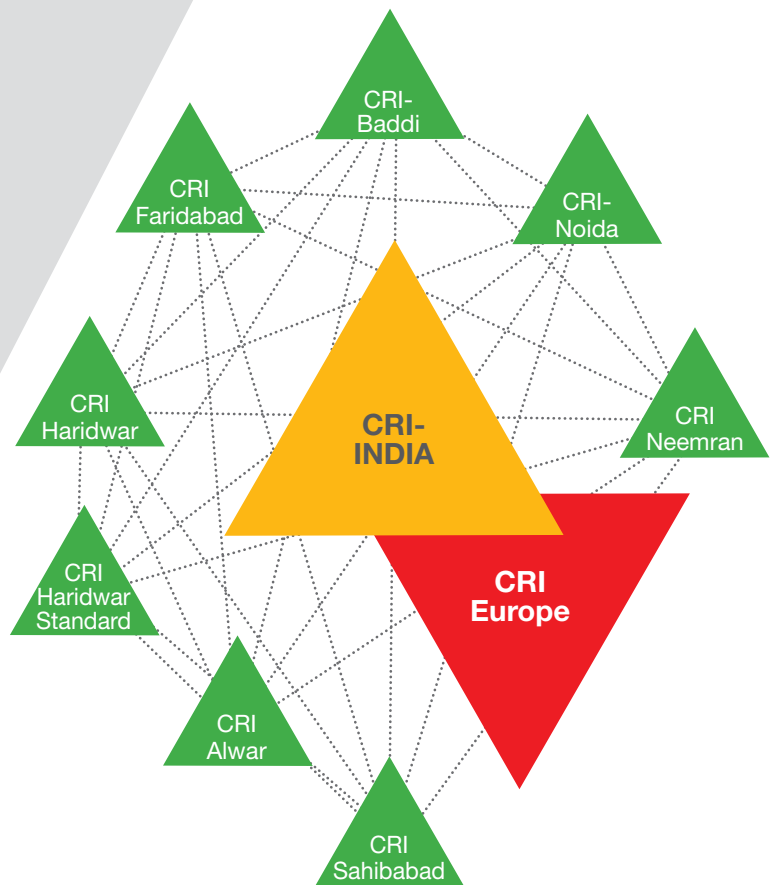 CRI-
Baddi
CRI
Faridabad
CRI-
Noida
CRI
Haridwar
CRI-
INDIA
CRI
Neemran
CRI
Haridwar
Standard
CRI
Europe
CRI
Alwar
CRI
Sahibabad